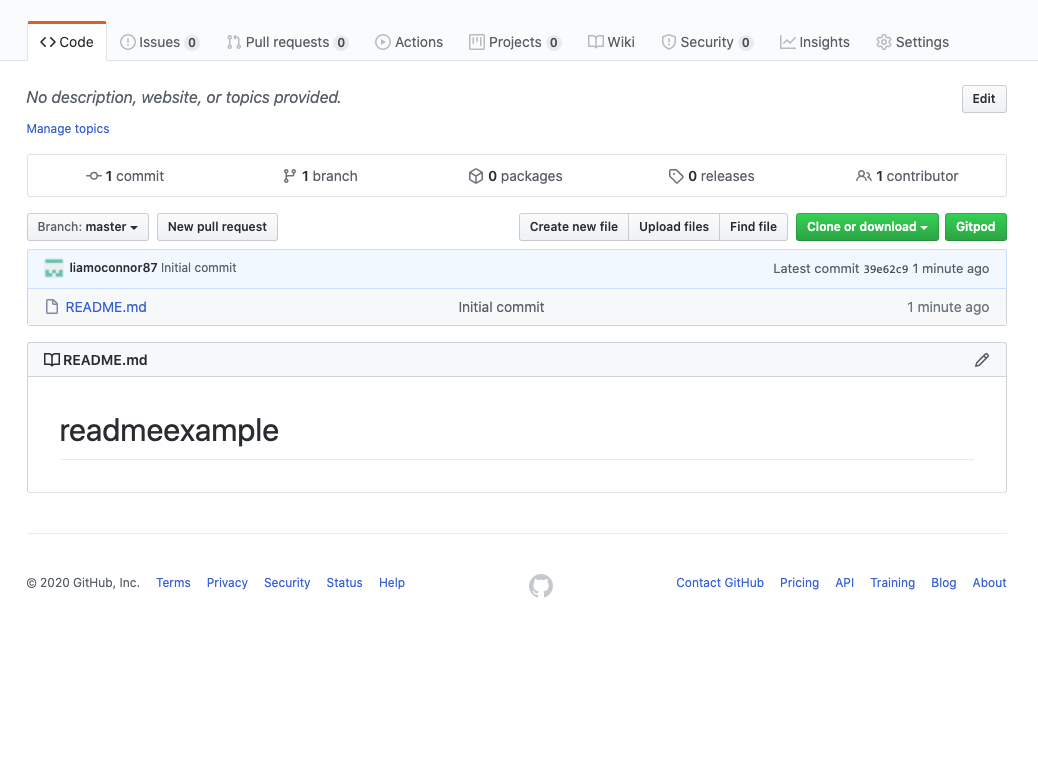 Code Issues 0 Pull requests 0 Actions Projects 0 Wiki Security 0 Insights Settings
No description, website, or topics provided. Edit
Manage topics
1 commit 1 branch 0 packages 0 releases 1 contributor
Branch: master New pull request Create new file Upload files Find file Clone or download Gitpod
liamoconnor87 Initial commit Latest commit 39e62c9 1 minute ago
README.md Initial commit 1 minute ago
README.md
readmeexample
© 2020 GitHub, Inc. Terms Privacy Security Status Help Contact GitHub Pricing API Training Blog About